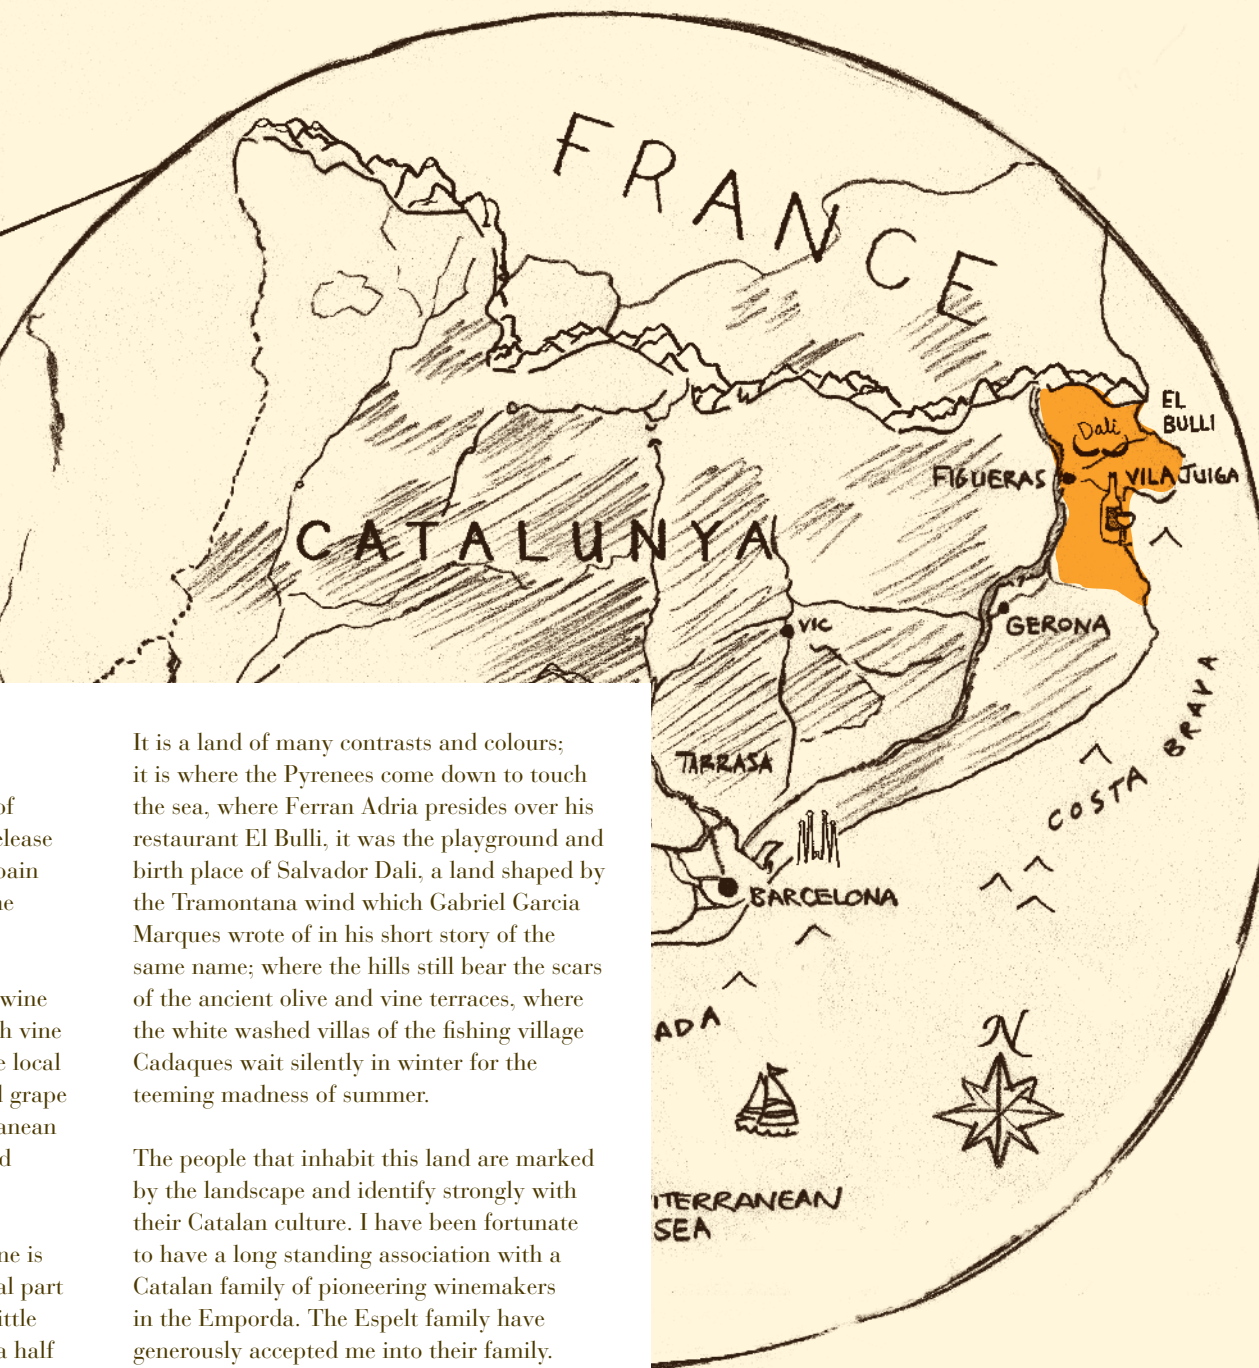 FRANCE
EL
BULLI
Dali
FIGUERAS
VILAJUIGA
CATALUNYA
GERONA
VIC
COSTA BRAVA
TARRASA
BARCELONA
N
TERRANEAN
SEA
of
pain
wine
vine
local
grape
is
part
a half
It is a land of many contrasts and colours;
it is where the Pyrenees come down to touch
the sea, where Ferran Adria presides over his
restaurant El Bulli, it was the playground and
birth place of Salvador Dali, a land shaped by
the Tramontana wind which Gabriel Garcia
Marques wrote of in his short story of the
same name; where the hills still bear the scars
of the ancient olive and vine terraces, where
the white washed villas of the fishing village
Cadaques wait silently in winter for the
teeming madness of summer.
The people that inhabit this land are marked
by the landscape and identify strongly with
their Catalan culture. I have been fortunate
to have a long standing association with a
Catalan family of pioneering winemakers
in the Emporda. The Espelt family have
generously accepted me into their family.